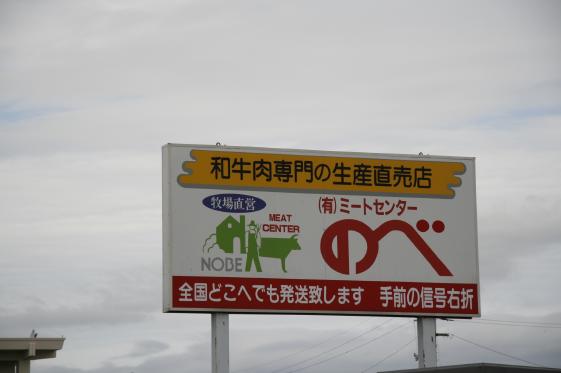 和牛肉専門の生産直売店
牧場直営
(有)ミートセンター
MEAT
CENTER
のべ
NOBE
全国どこへでも発送致します 手前の信号右折